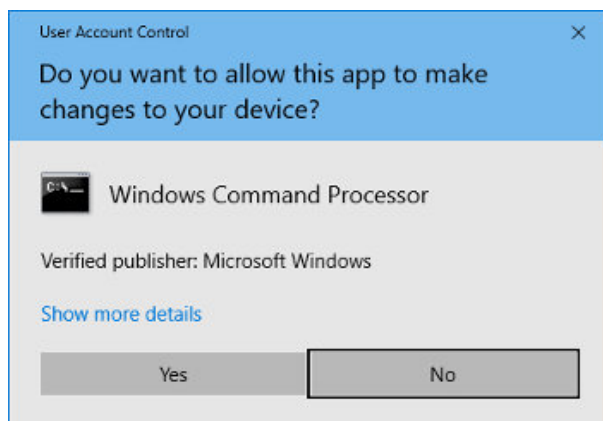 User Account Control
Do you want to allow this app to make
changes to your device?
C:\_
Windows Command Processor
Verified publisher: Microsoft Windows
Show more details
Yes
No